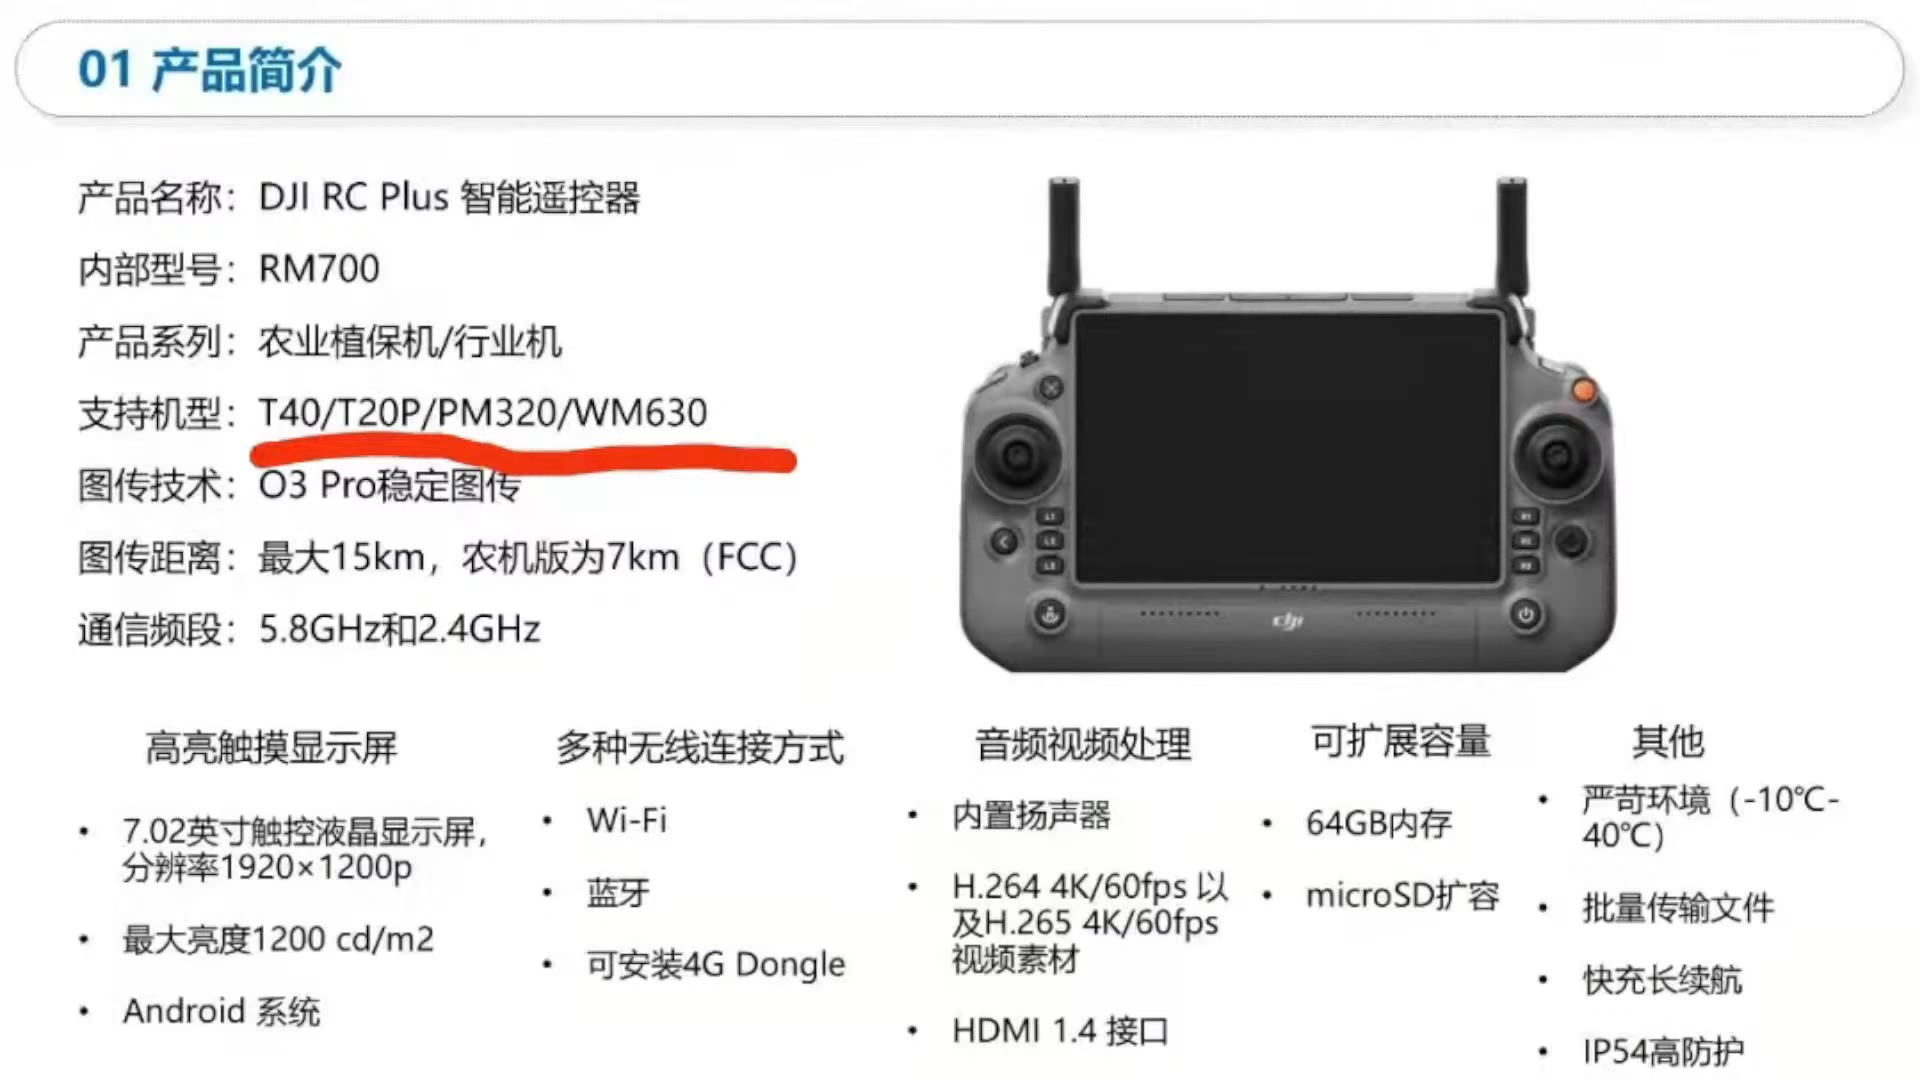 01 产品简介
产品名称：DJI RC Plus 智能遥控器
内部型号：RM700
产品系列：农业植保机/行业机
支持机型：T40/T20P/PM320/WM630
图传技术：O3 Pro稳定图传
图传距离：最大15km，农机版为7km（FCC）
通信频段：5.8GHz和2.4GHz
L1
L2
L3
R1
R2
R3
dji
高亮触摸显示屏
• 7.02英寸触控液晶显示屏，
分辨率1920×1200p
• 最大亮度1200 cd/m2
• Android 系统
多种无线连接方式
• Wi-Fi
• 蓝牙
• 可安装4G Dongle
音频视频处理
• 内置扬声器
• H.264 4K/60fps 以
及H.265 4K/60fps
视频素材
• HDMI 1.4 接口
可扩展容量
• 64GB内存
• microSD扩容
其他
• 严苛环境（-10℃-
40℃）
• 批量传输文件
• 快充长续航
• IP54高防护